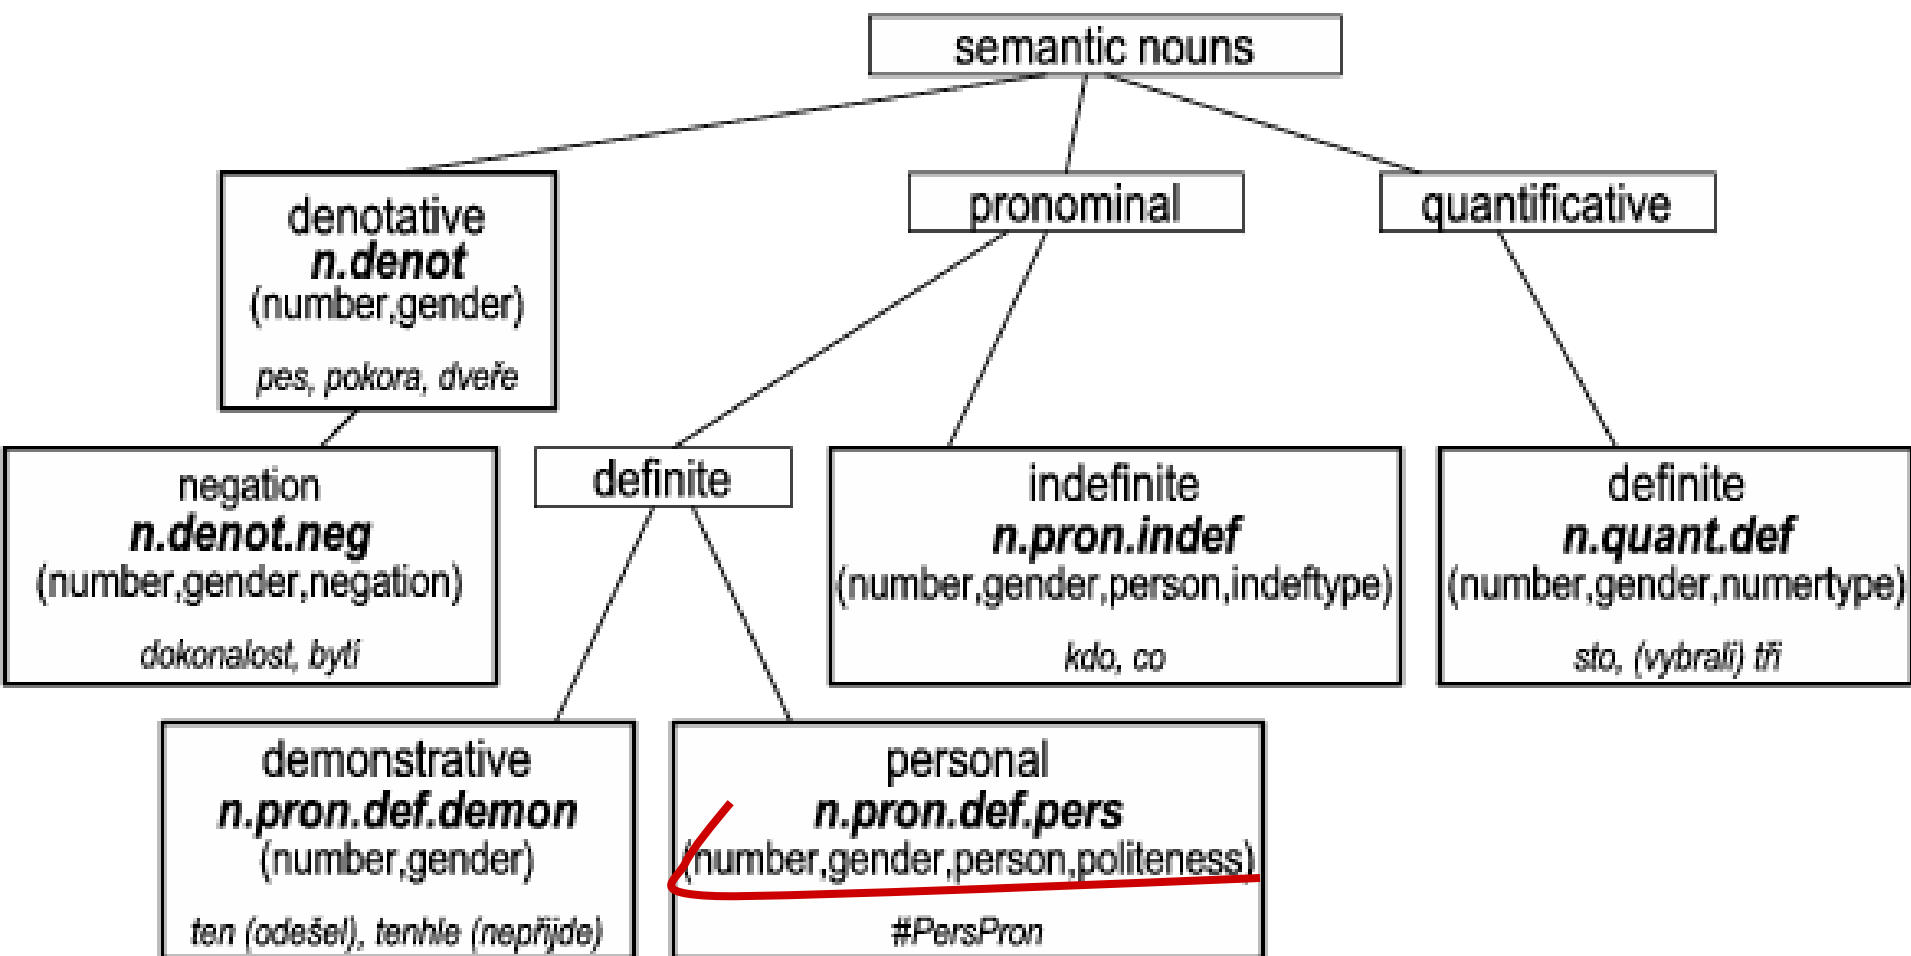 semantic nouns
denotative
n.denot
(number,gender)
pes, pokora, dveře
pronominal
quantificative
negation
n.denot.neg
(number,gender,negation)
dokonalost, bytí
definite
indefinite
n.pron.indef
(number,gender,person,indeftype)
kdo, co
definite
n.quant.def
(number,gender,numertype)
sto, (vybrali) tři
demonstrative
n.pron.def.demon
(number,gender)
ten (odešel), tenhle (nepřijde)
personal
n.pron.def.pers
(number,gender,person,politeness)
#PersPron